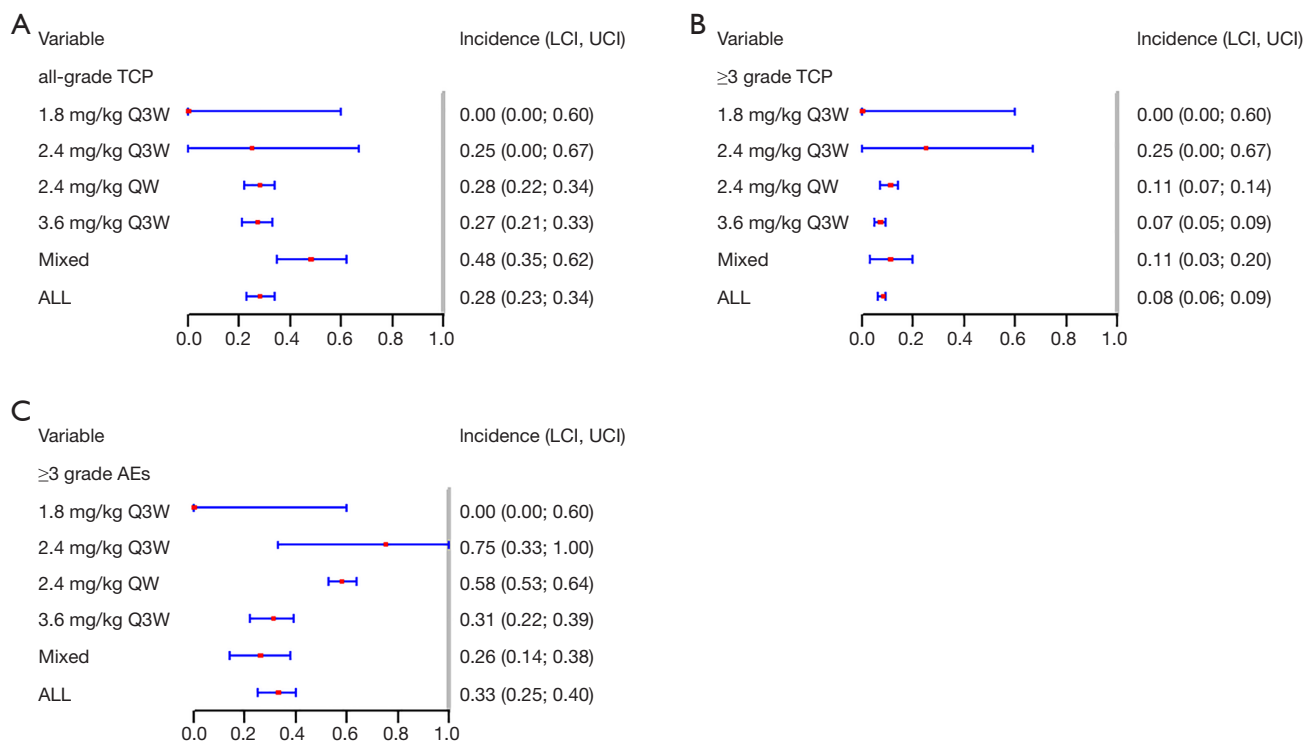 A
Variable Incidence (LCI, UCI)
all-grade TCP
1.8 mg/kg Q3W 0.00 (0.00; 0.60)
2.4 mg/kg Q3W 0.25 (0.00; 0.67)
2.4 mg/kg QW 0.28 (0.22; 0.34)
3.6 mg/kg Q3W 0.27 (0.21; 0.33)
Mixed 0.48 (0.35; 0.62)
ALL 0.28 (0.23; 0.34)
0.0 0.2 0.4 0.6 0.8 1.0
B
Variable Incidence (LCI, UCI)
≥3 grade TCP
1.8 mg/kg Q3W 0.00 (0.00; 0.60)
2.4 mg/kg Q3W 0.25 (0.00; 0.67)
2.4 mg/kg QW 0.11 (0.07; 0.14)
3.6 mg/kg Q3W 0.07 (0.05; 0.09)
Mixed 0.11 (0.03; 0.20)
ALL 0.08 (0.06; 0.09)
0.0 0.2 0.4 0.6 0.8 1.0
C
Variable Incidence (LCI, UCI)
≥3 grade AEs
1.8 mg/kg Q3W 0.00 (0.00; 0.60)
2.4 mg/kg Q3W 0.75 (0.33; 1.00)
2.4 mg/kg QW 0.58 (0.53; 0.64)
3.6 mg/kg Q3W 0.31 (0.22; 0.39)
Mixed 0.26 (0.14; 0.38)
ALL 0.33 (0.25; 0.40)
0.0 0.2 0.4 0.6 0.8 1.0